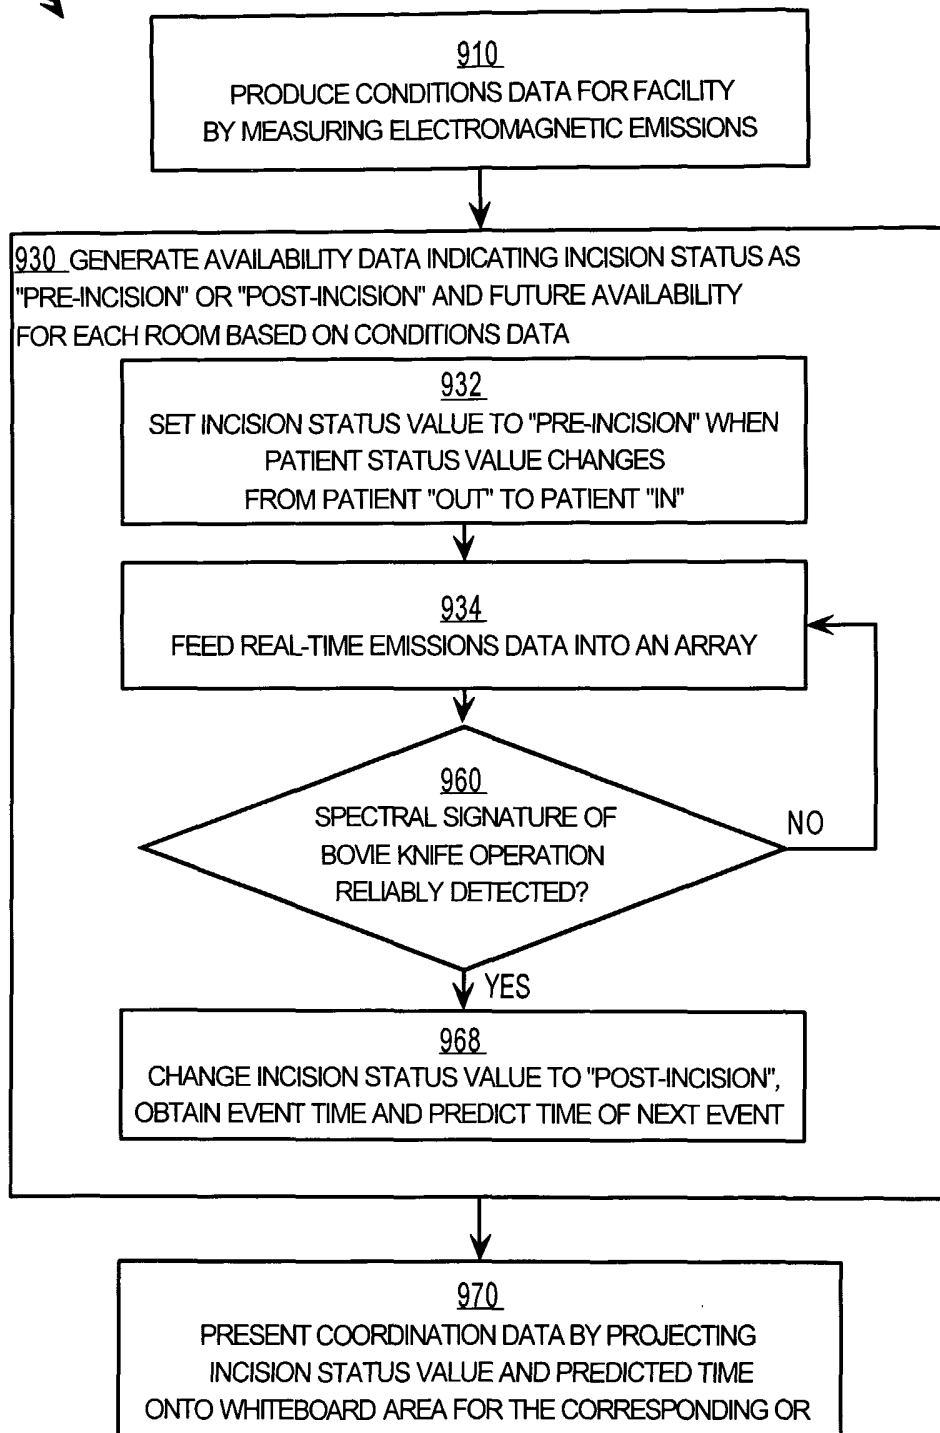 910
PRODUCE CONDITIONS DATA FOR FACILITY
BY MEASURING ELECTROMAGNETIC EMISSIONS
930 GENERATE AVAILABILITY DATA INDICATING INCISION STATUS AS
"PRE-INCISION" OR "POST-INCISION" AND FUTURE AVAILABILITY
FOR EACH ROOM BASED ON CONDITIONS DATA
932
SET INCISION STATUS VALUE TO "PRE-INCISION" WHEN
PATIENT STATUS VALUE CHANGES
FROM PATIENT "OUT" TO PATIENT "IN"
934
FEED REAL-TIME EMISSIONS DATA INTO AN ARRAY
960
SPECTRAL SIGNATURE OF
BOVIE KNIFE OPERATION
RELIABLY DETECTED?
NO
YES
968
CHANGE INCISION STATUS VALUE TO "POST-INCISION",
OBTAIN EVENT TIME AND PREDICT TIME OF NEXT EVENT
970
PRESENT COORDINATION DATA BY PROJECTING
INCISION STATUS VALUE AND PREDICTED TIME
ONTO WHITEBOARD AREA FOR THE CORRESPONDING OR